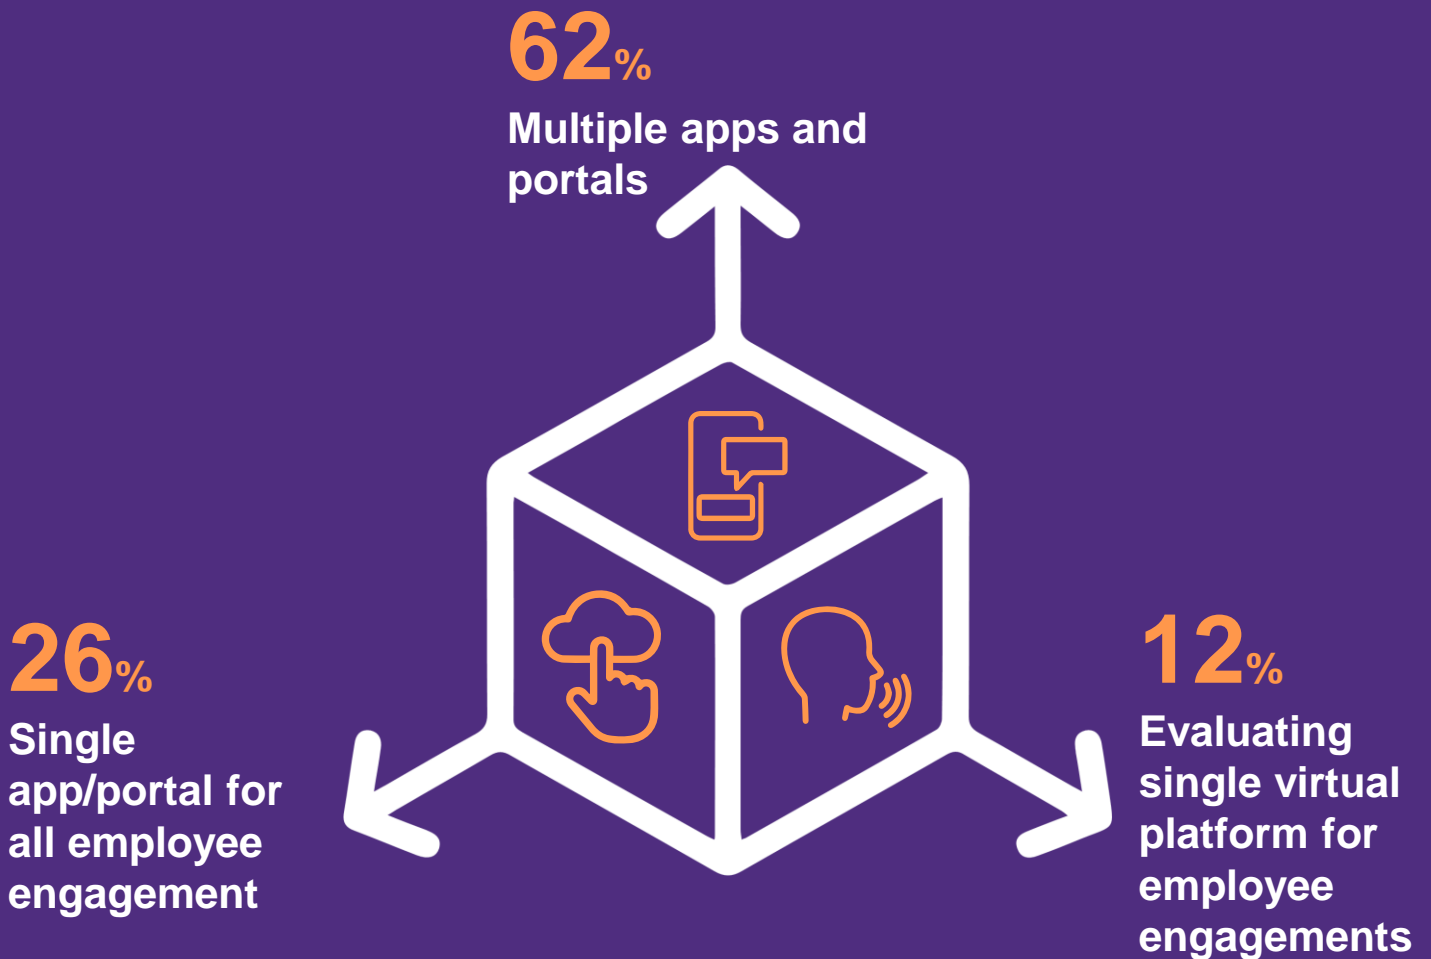 62%
Multiple apps and
portals
26%
Single
app/portal for
all employee
engagement
12%
Evaluating
single virtual
platform for
employee
engagements